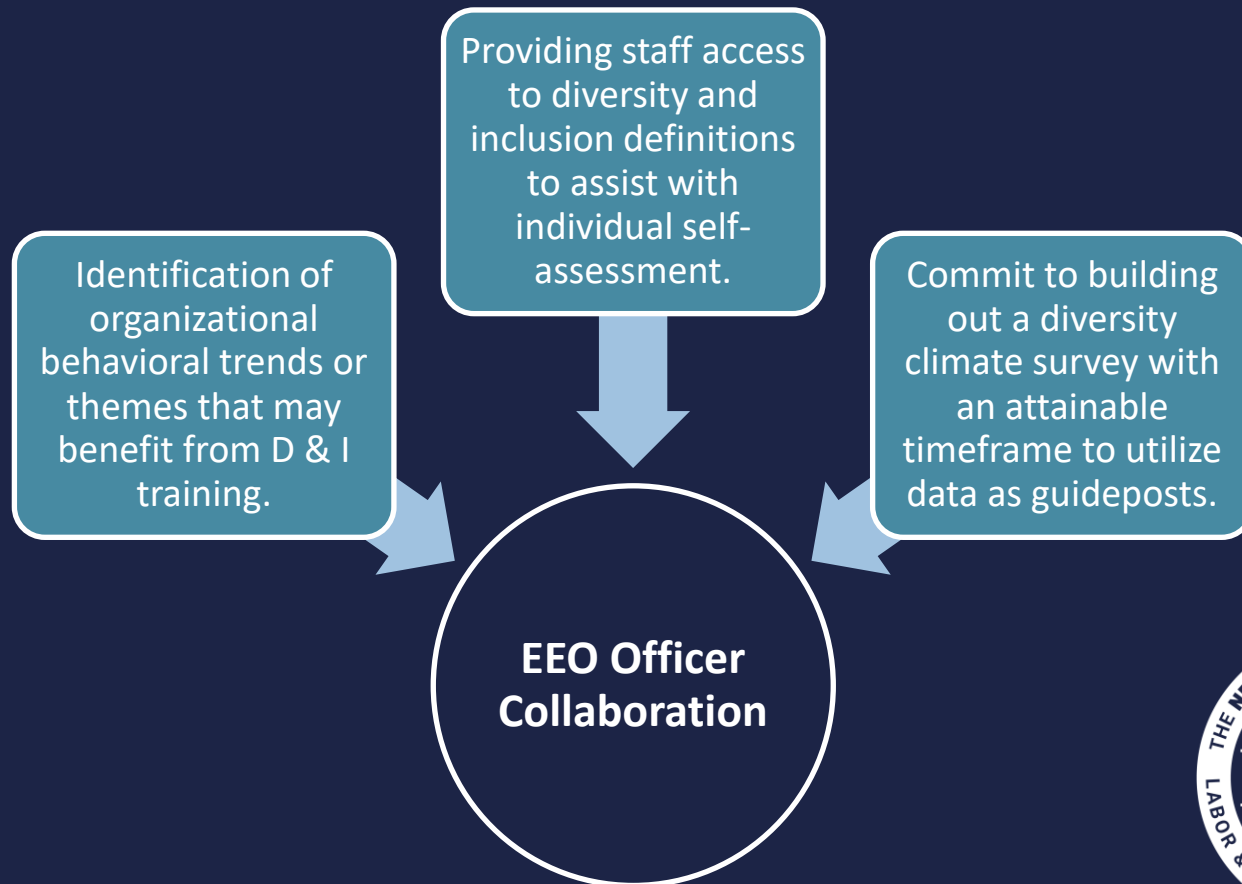 Providing staff access
to diversity and
inclusion definitions
to assist with
individual self-
assessment.
Identification of
organizational
behavioral trends or
themes that may
benefit from D & I
training.
Commit to building
out a diversity
climate survey with
an attainable
timeframe to utilize
data as guideposts.
EEO Officer
Collaboration
THE
LABOR &